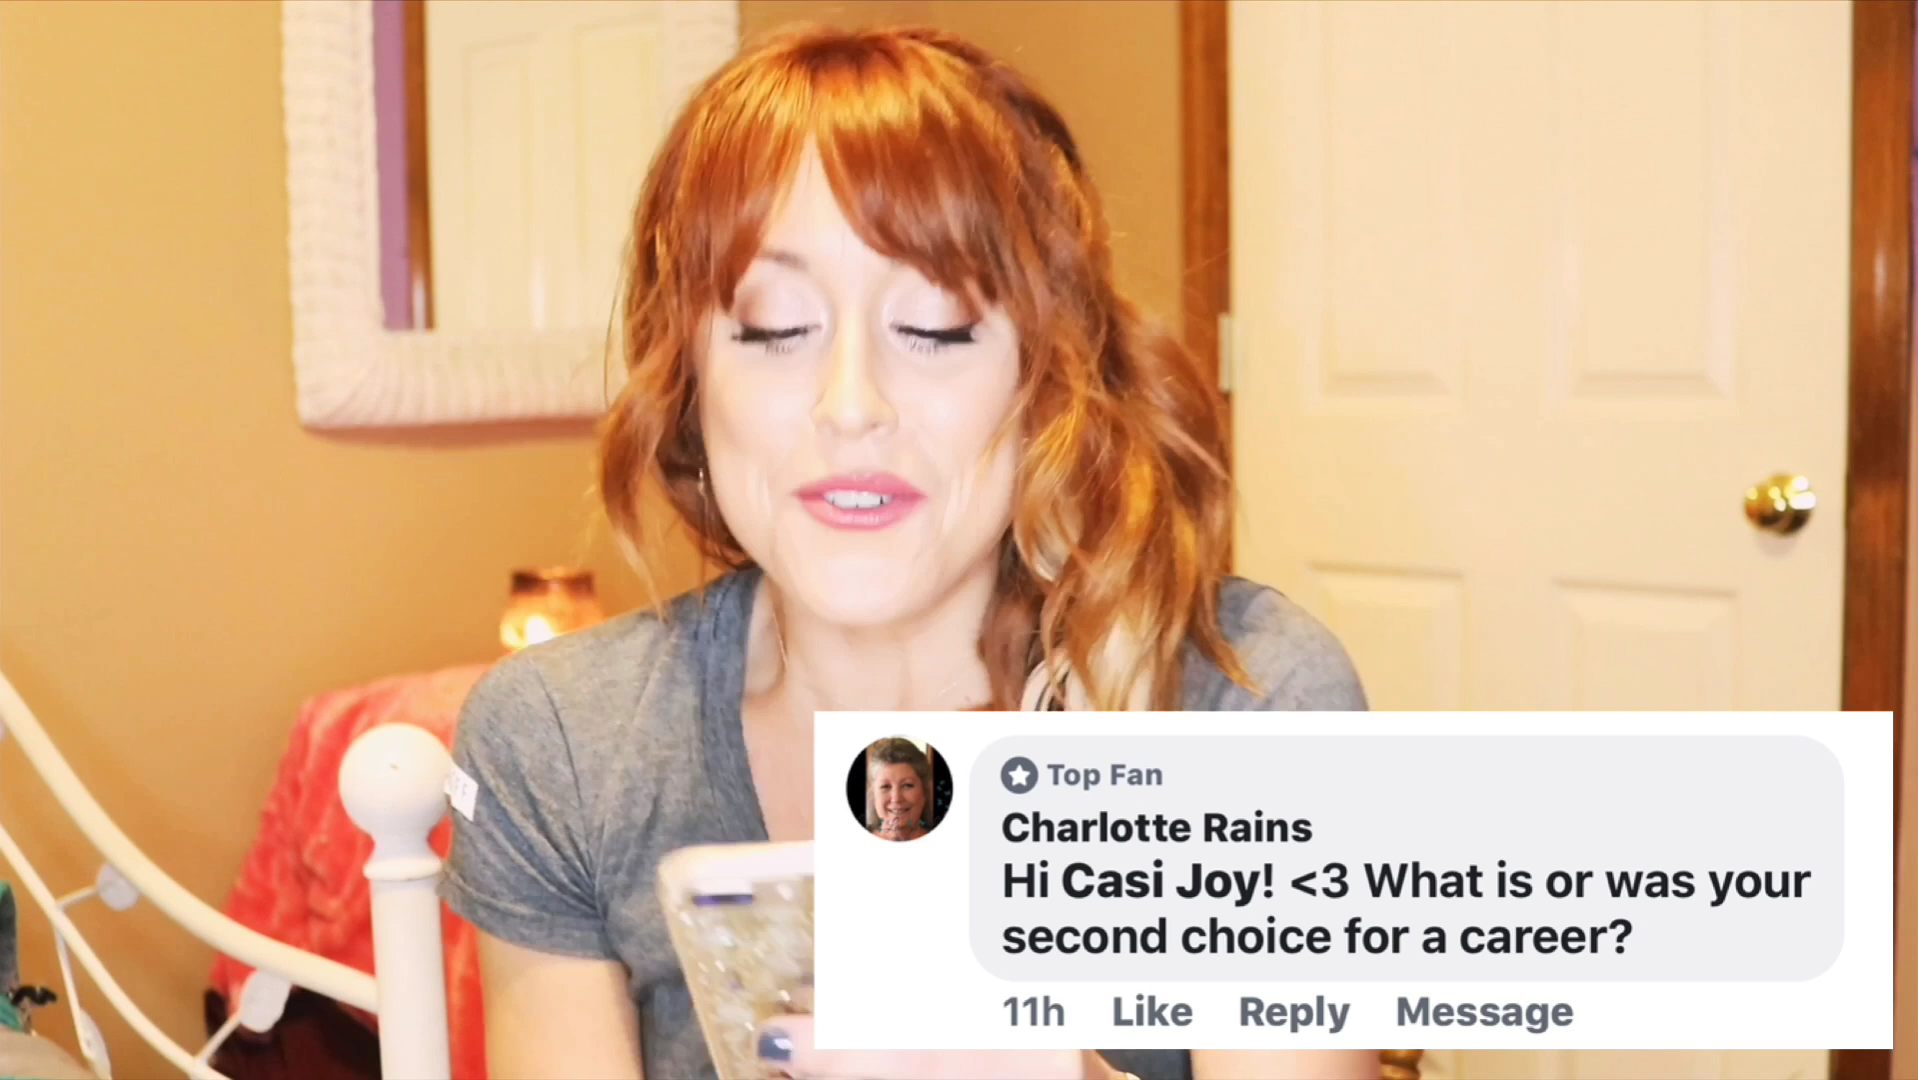 Top Fan
Charlotte Rains
Hi Casi Joy! <3 What is or was your
second choice for a career?
11h Like Reply Message